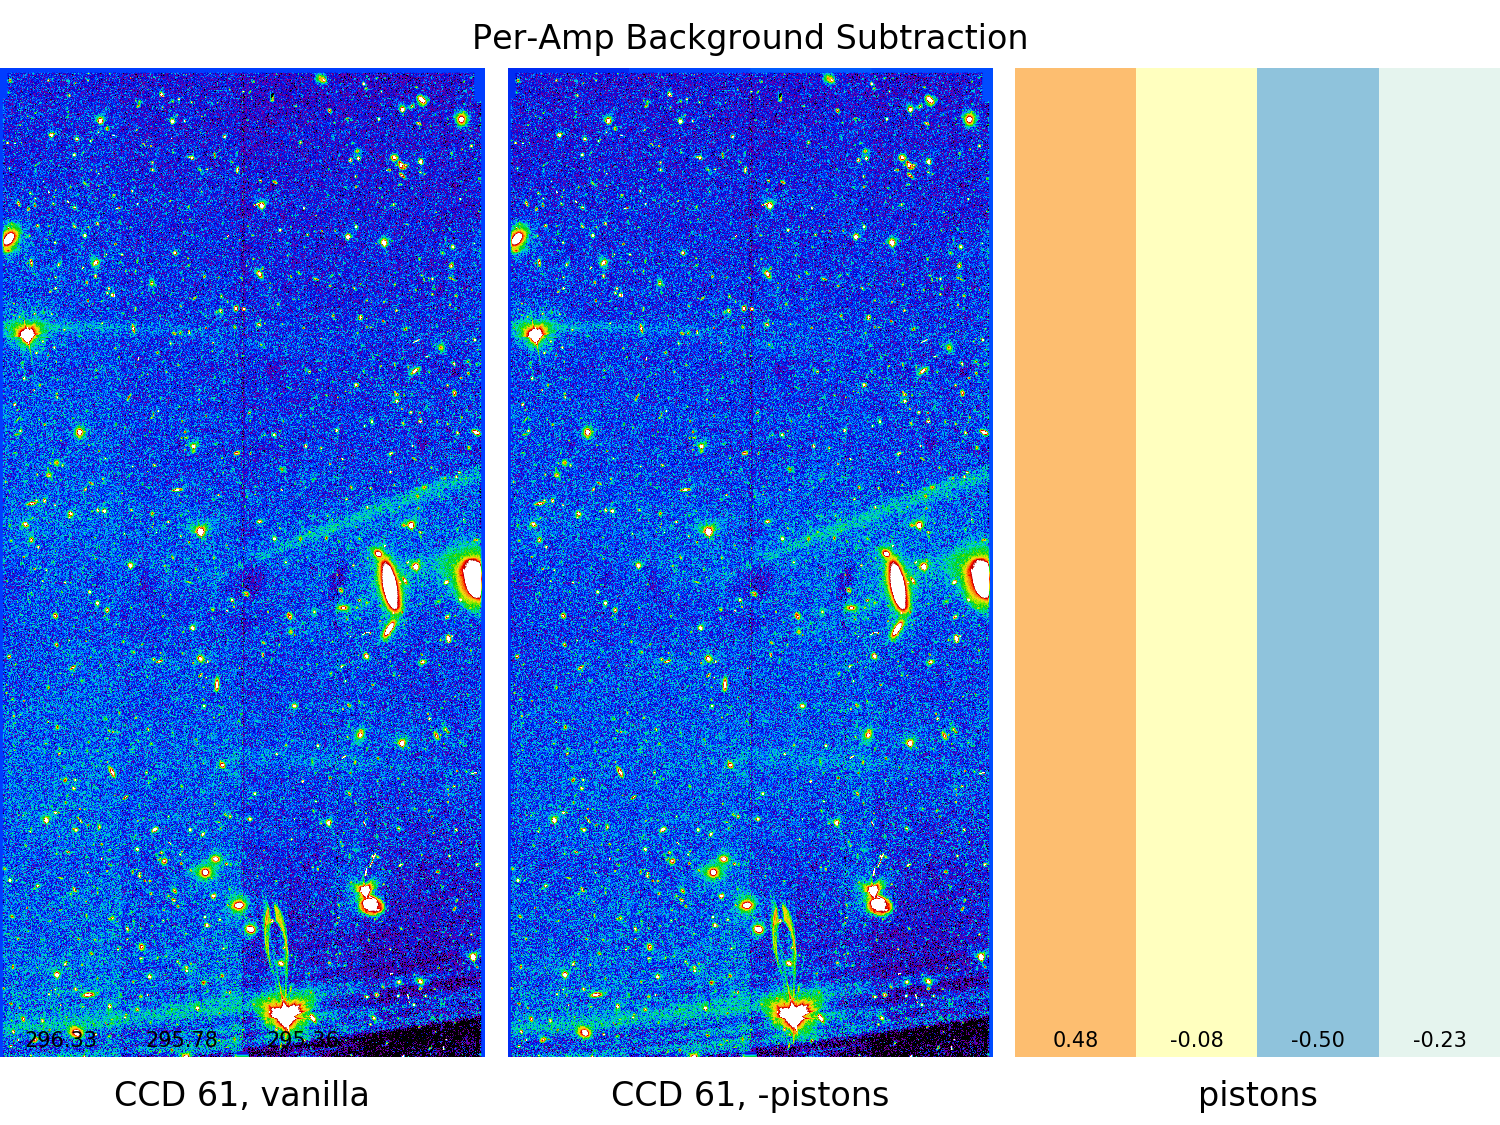 Per-Amp Background Subtraction
296.33 295.78 295.36
0.48 -0.08 -0.50 -0.23
CCD 61, vanilla
CCD 61, -pistons
pistons